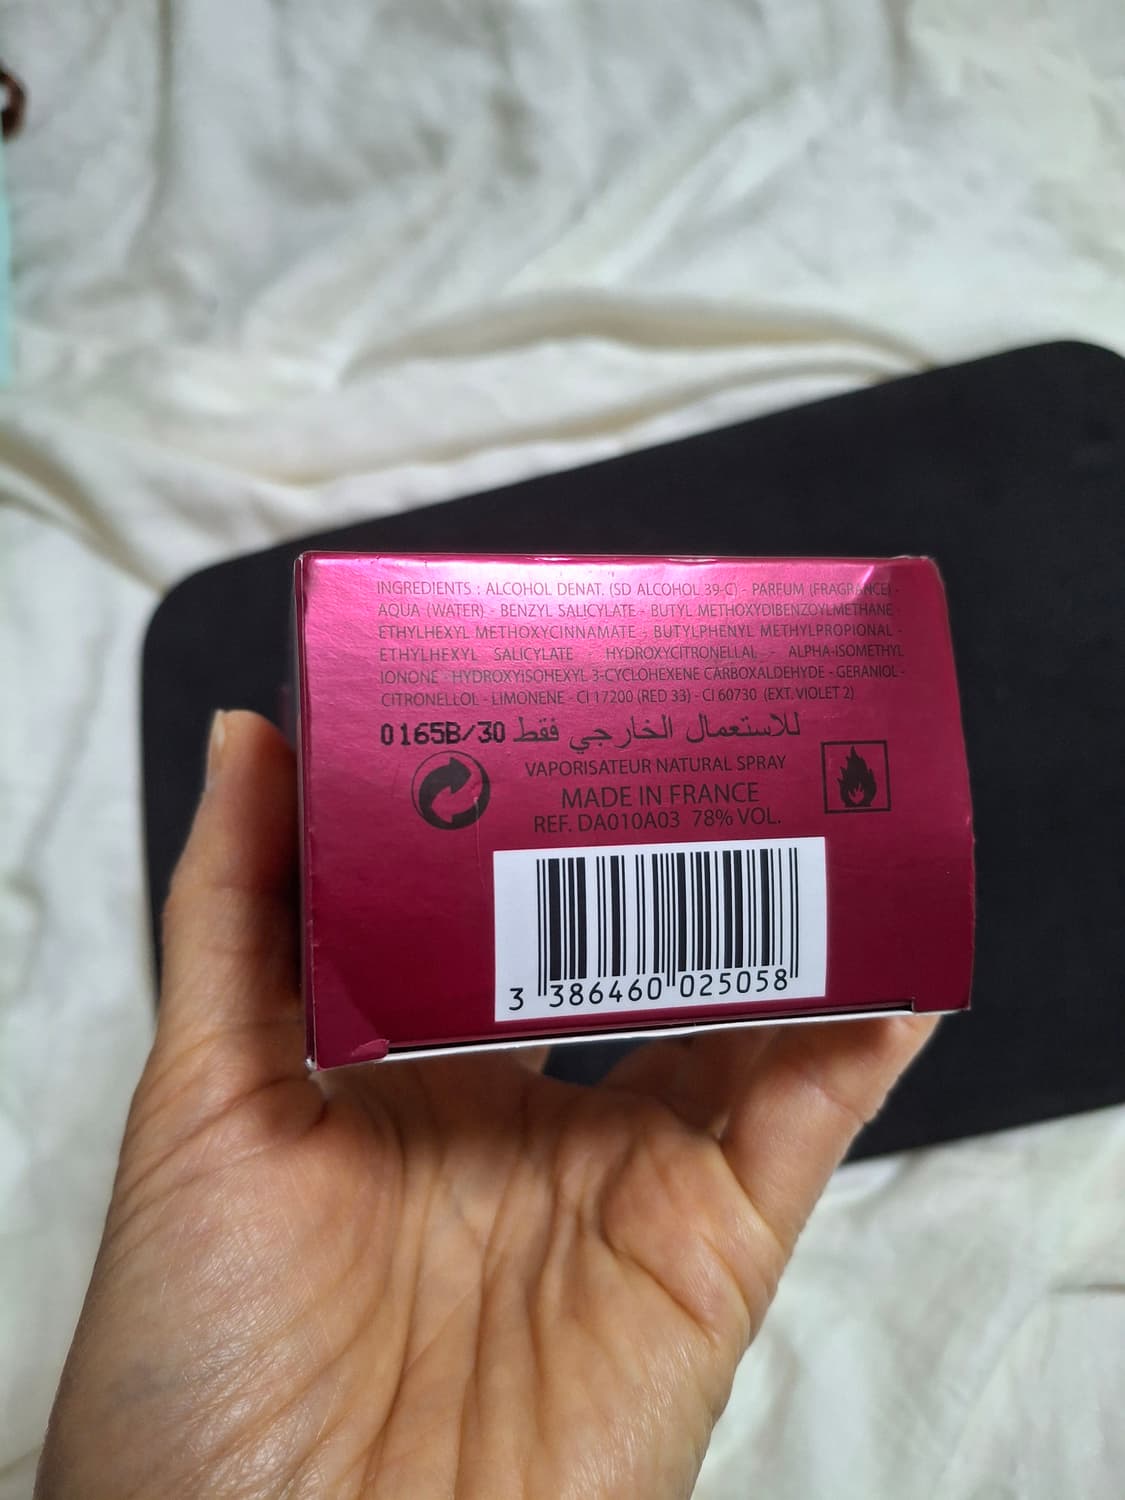 INGREDIENTS : ALCOHOL DENAT. (SD ALCOHOL 39-C) - PARFUM (FRAGRANCE) -
AQUA (WATER) - BENZYL SALICYLATE - BUTYL METHOXYDIBENZOYLMETHANE -
ETHYLHEXYL METHOXYCINNAMATE - BUTYLPHENYL METHYLPROPIONAL -
ETHYLHEXYL SALICYLATE - HYDROXYCITRONELLAL - ALPHA-ISOMETHYL
IONONE - HYDROXYISOHEXYL 3-CYCLOHEXENE CARBOXALDEHYDE - GERANIOL -
CITRONELLOL - LIMONENE - CI 17200 (RED 33) - CI 60730 (EXT. VIOLET 2)
0165B/30 للاستعمال الخارجي فقط
VAPORISATEUR NATURAL SPRAY
MADE IN FRANCE
REF. DA010A03 78% VOL.
3 386460 025058